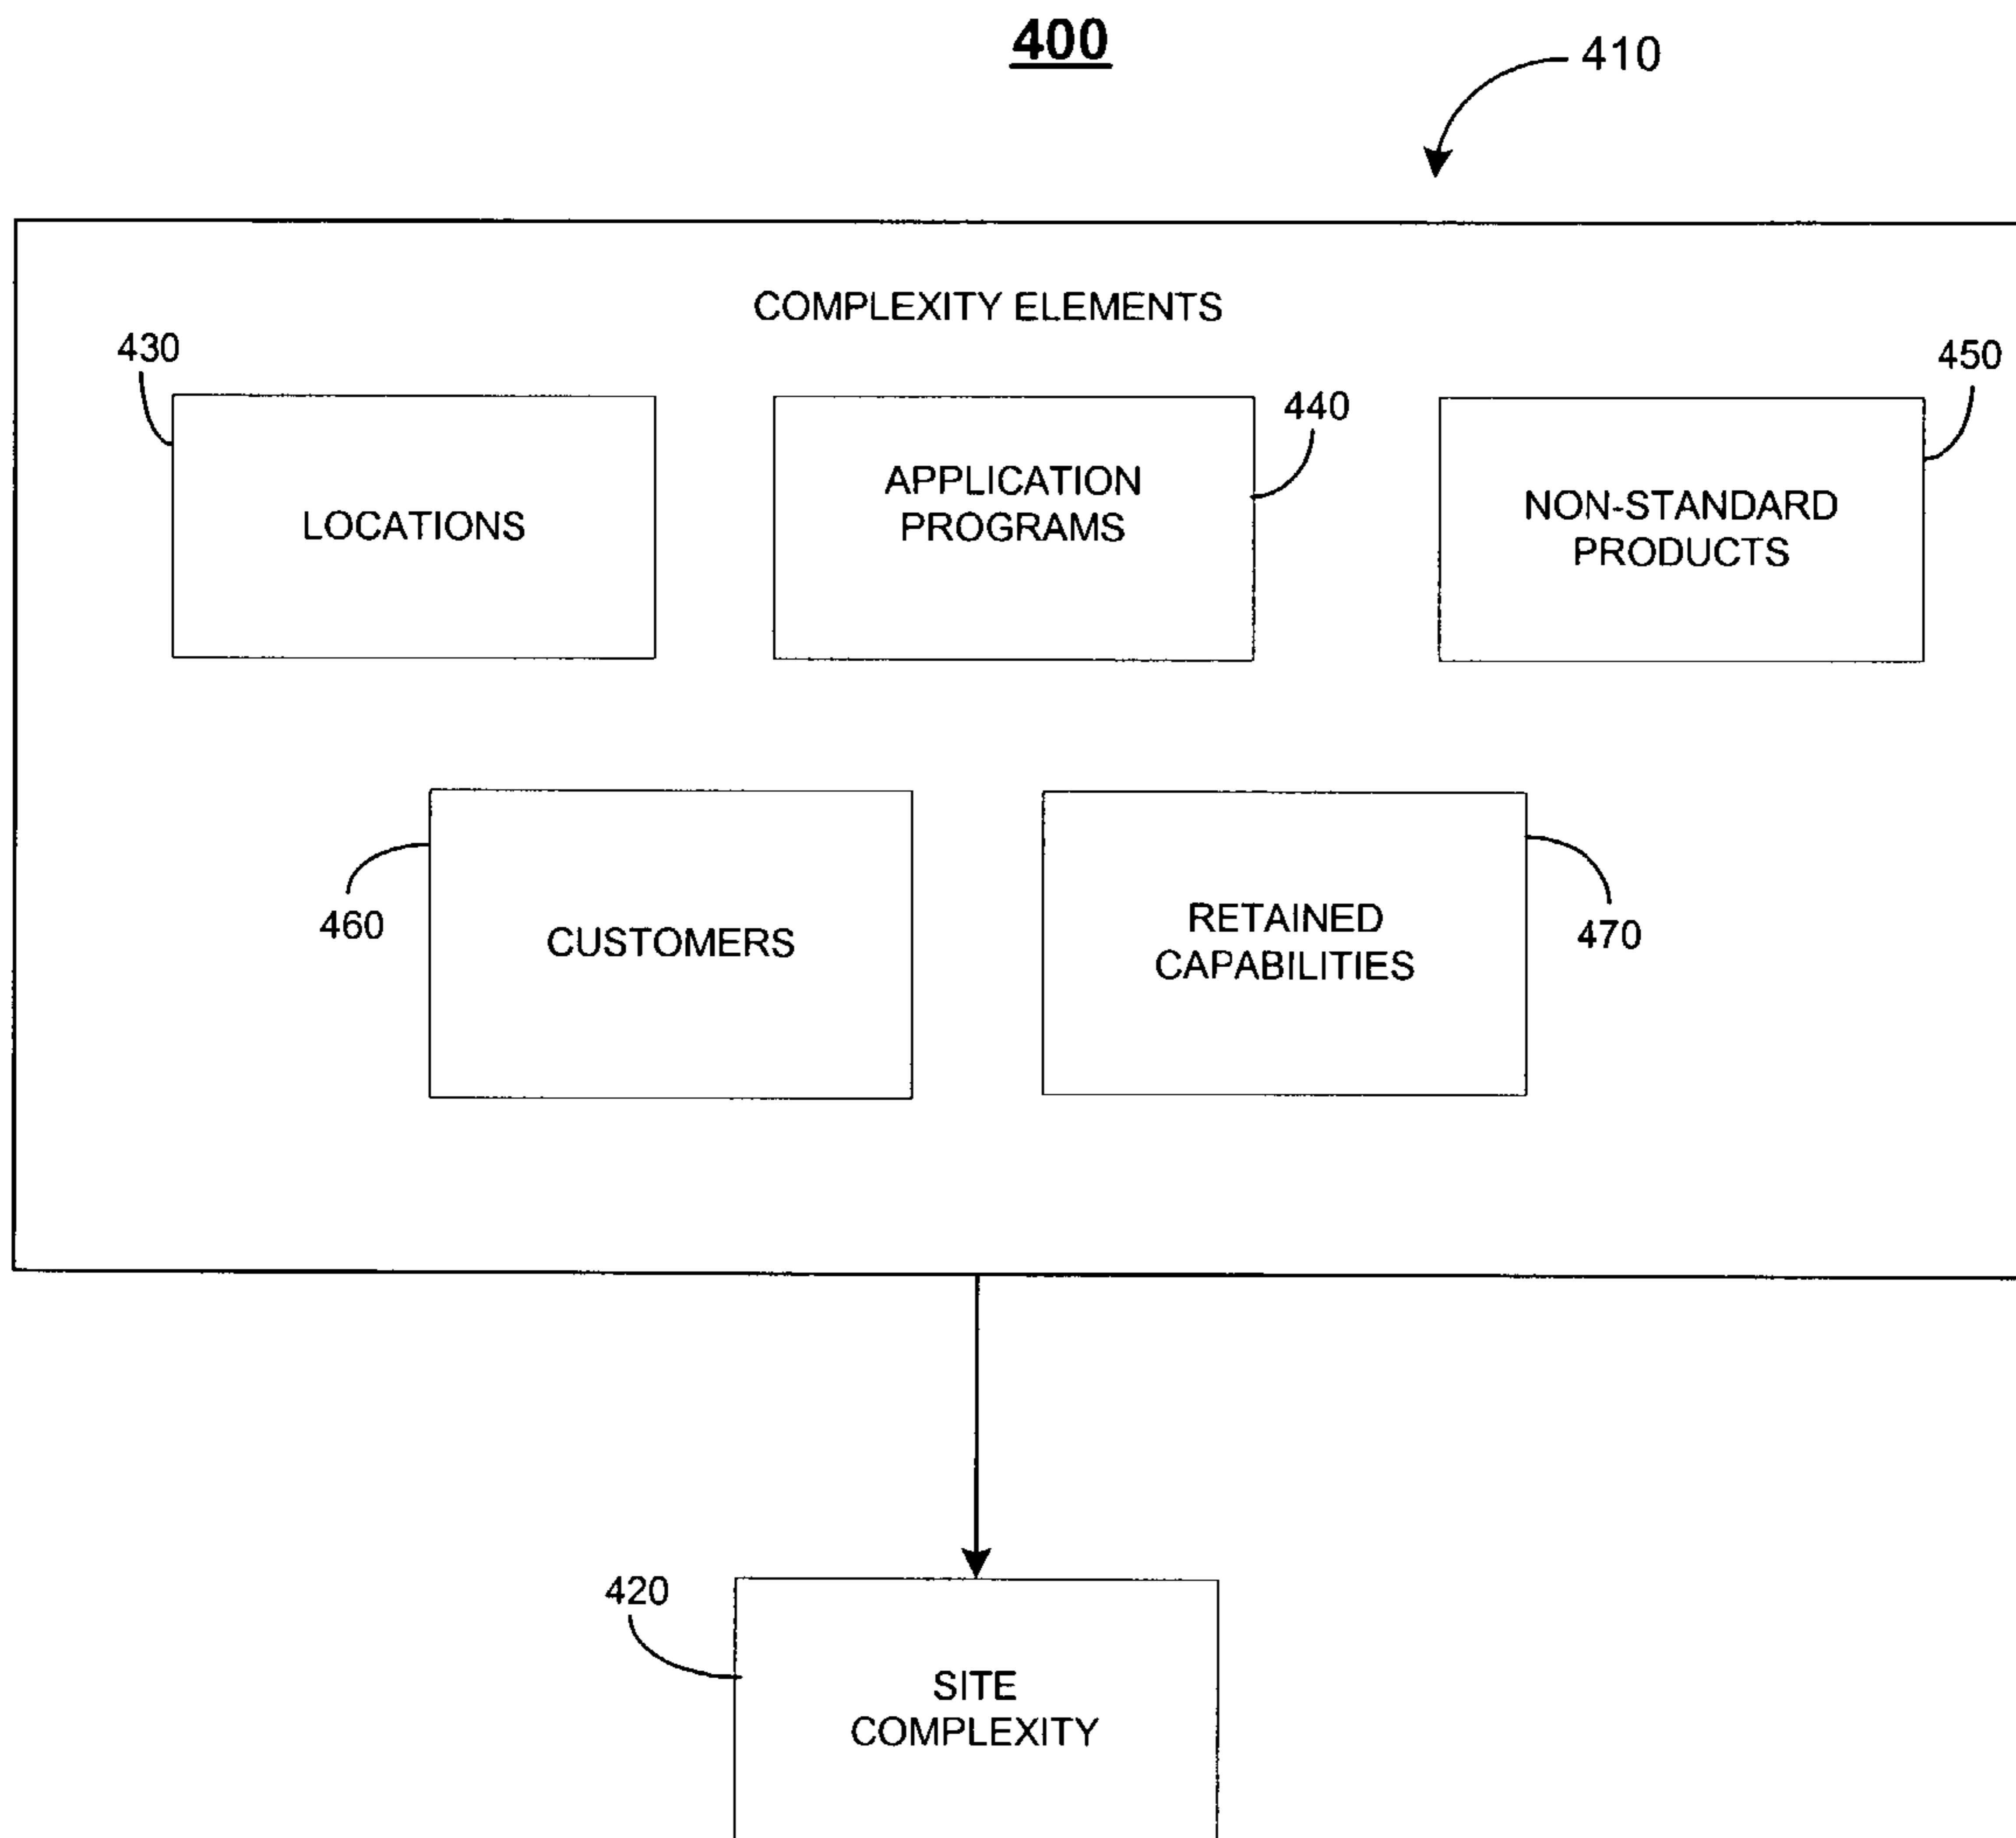 400
410
COMPLEXITY ELEMENTS
430
450
440
LOCATIONS
APPLICATION
PROGRAMS
NON-STANDARD
PRODUCTS
460
CUSTOMERS
RETAINED
CAPABILITIES
470
420
SITE
COMPLEXITY